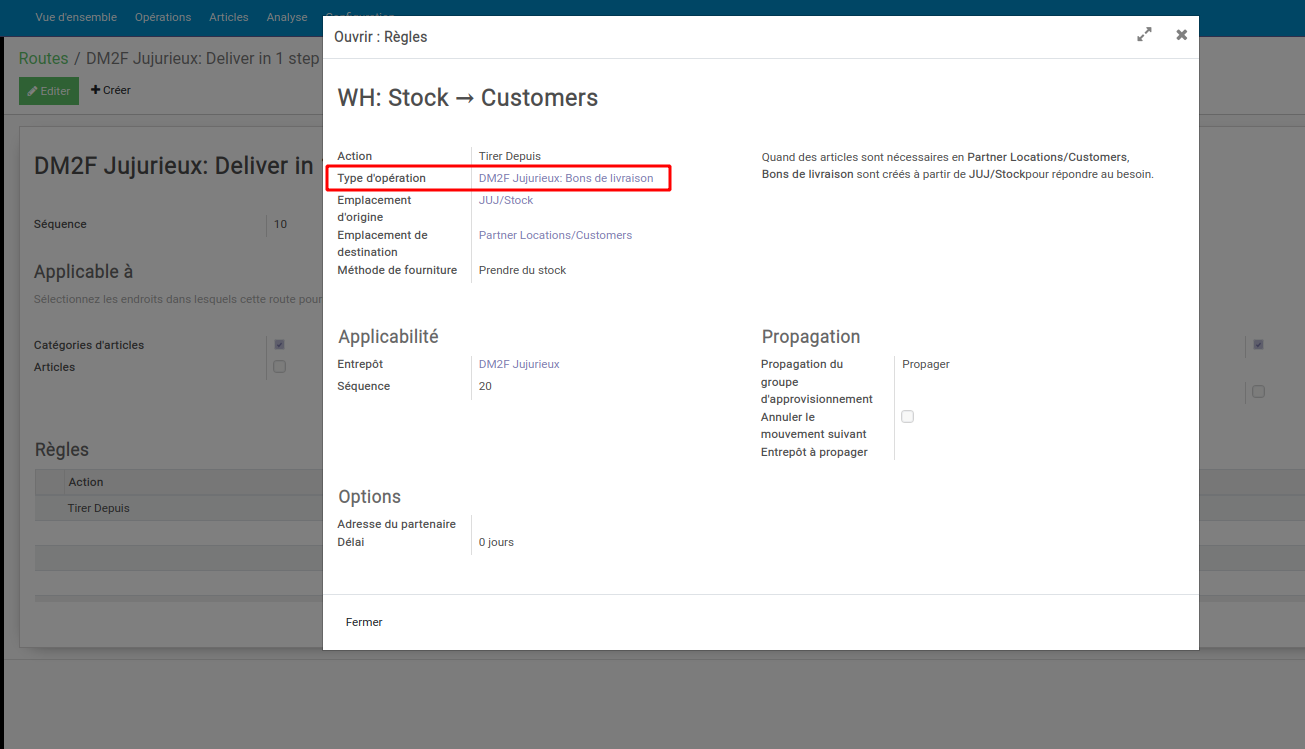 Vue d'ensemble Opérations Articles Analyse Configuration
Routes / DM2F Jujurieux: Deliver in 1 step
Editer Créer
DM2F Jujurieux: Deliver in
Séquence 10
Applicable à
Sélectionnez les endroits dans lesquels cette route
Catégories d'articles
Articles
Règles
Action
Tirer Depuis
Ouvrir : Règles
WH: Stock → Customers
Action Tirer Depuis
Type d'opération DM2F Jujurieux: Bons de livraison
Emplacement
d'origine
JUJ/Stock
Emplacement de
destination
Partner Locations/Customers
Méthode de fourniture Prendre du stock
Quand des articles sont nécessaires en Partner Locations/Customers,
Bons de livraison sont créés à partir de JUJ/Stockpour répondre au besoin.
Applicabilité
Entrepôt DM2F Jujurieux
Séquence 20
Propagation
Propagation du
groupe
d'approvisionnement
Propager
Annuler le
mouvement suivant
Entrepôt à propager
Options
Adresse du partenaire
Délai 0 jours
Fermer